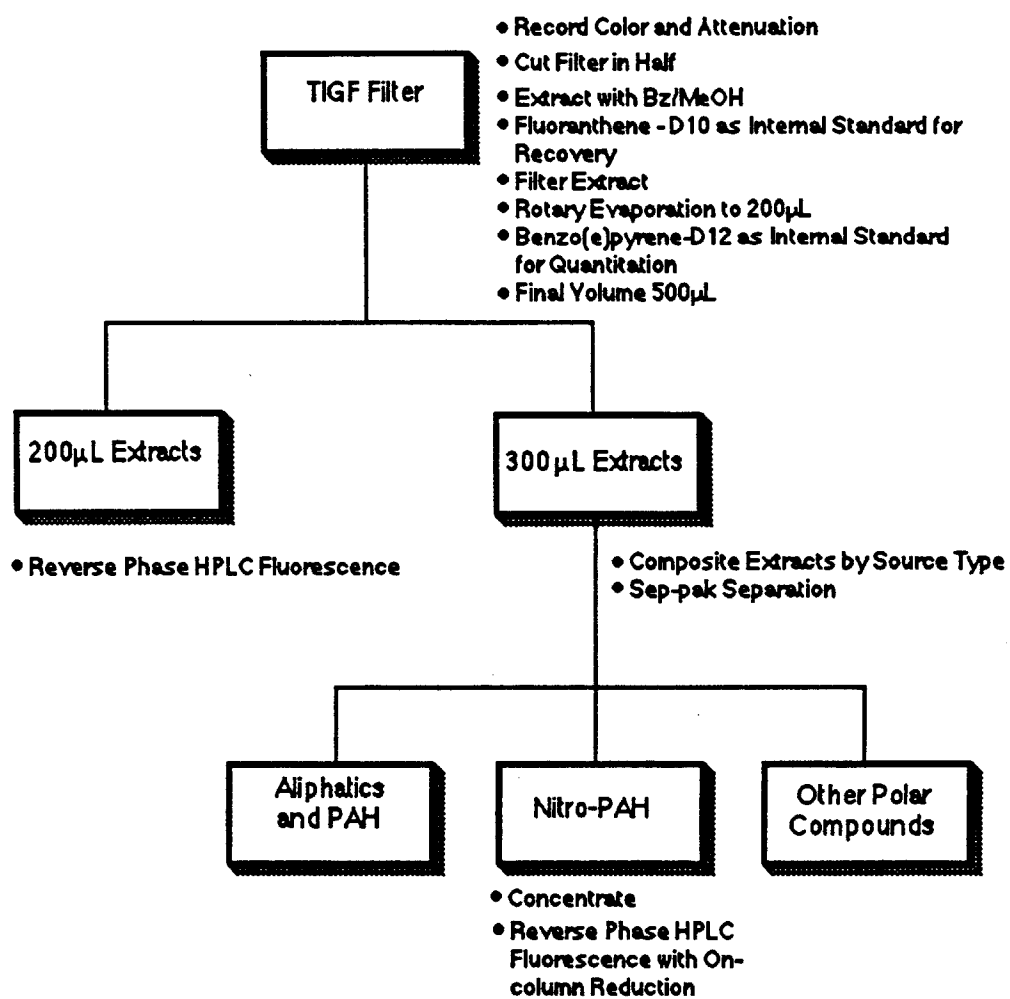 • Record Color and Attenuation
TIGF Filter
• Cut Filter in Half
• Extract with Bz/MeOH
• Fluoranthene - D10 as Internal Standard for
Recovery
• Filter Extract
• Rotary Evaporation to 200µL
• Benzo(e)pyrene-D12 as Internal Standard
for Quantitation
• Final Volume 500µL
200µL Extracts
300 µL Extracts
• Reverse Phase HPLC Fluorescence
• Composite Extracts by Source Type
• Sep-pak Separation
Aliphatics
and PAH
Nitro-PAH
Other Polar
Compounds
• Concentrate
• Reverse Phase HPLC
Fluorescence with On-
column Reduction